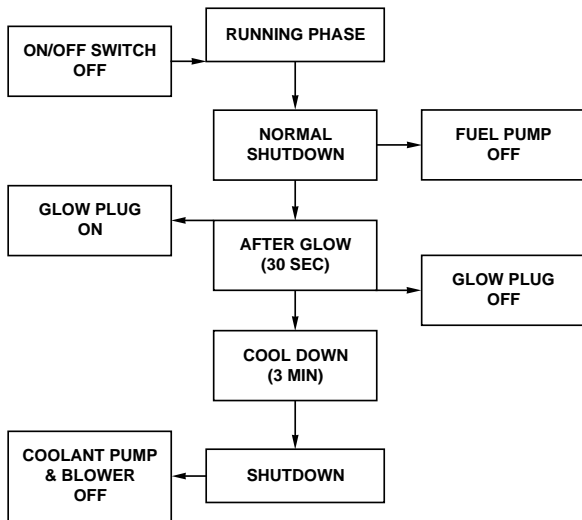 RUNNING PHASE
ON/OFF SWITCH
OFF
NORMAL
SHUTDOWN
FUEL PUMP
OFF
GLOW PLUG
ON
AFTER GLOW
(30 SEC)
GLOW PLUG
OFF
COOL DOWN
(3 MIN)
COOLANT PUMP
& BLOWER
OFF
SHUTDOWN